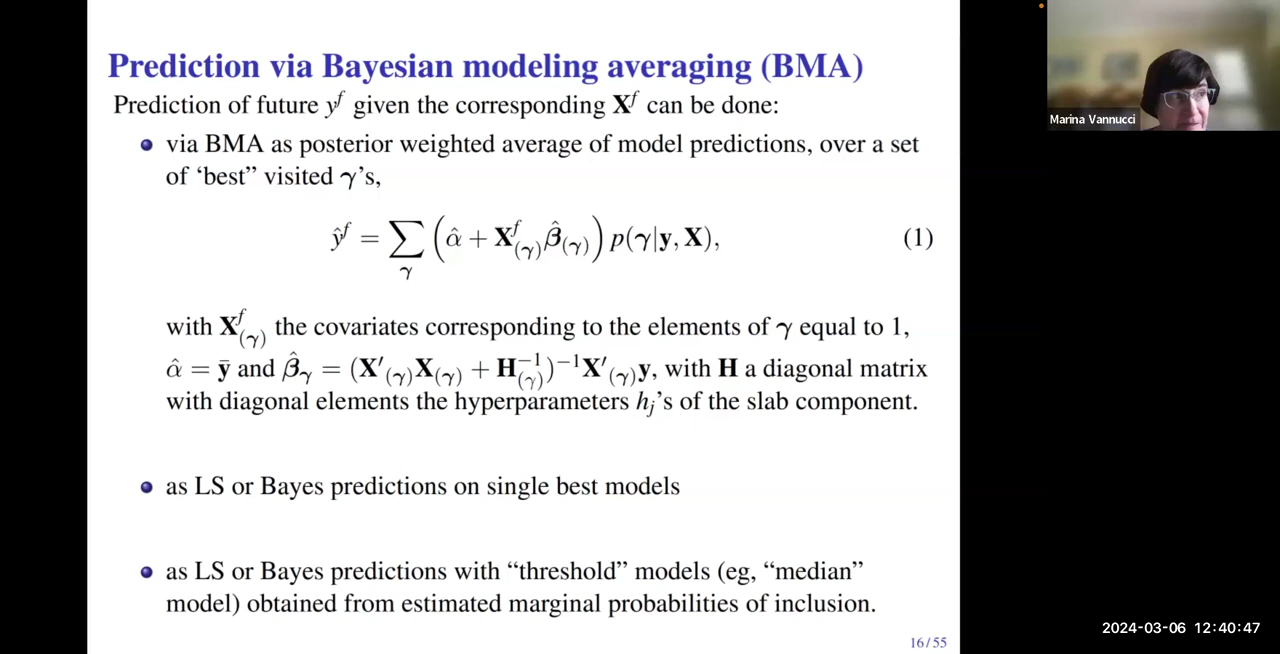 Prediction via Bayesian modeling averaging (BMA)
Prediction of future y^f given the corresponding X^f can be done:
via BMA as posterior weighted average of model predictions, over a set
of ‘best” visited γ’s,
ŷ^f = ∑_γ (α̂ + X^f_(γ) β̂_(γ)) p(γ|y, X), (1)
with X^f_(γ) the covariates corresponding to the elements of γ equal to 1,
α̂ = ȳ and β̂_γ = (X′_(γ)X_(γ) + H^−1_(γ))^−1 X′_(γ)y, with H a diagonal matrix
with diagonal elements the hyperparameters h_j’s of the slab component.
as LS or Bayes predictions on single best models
as LS or Bayes predictions with “threshold” models (eg, “median”
model) obtained from estimated marginal probabilities of inclusion.
16/55
Marina Vannucci
2024-03-06 12:40:47